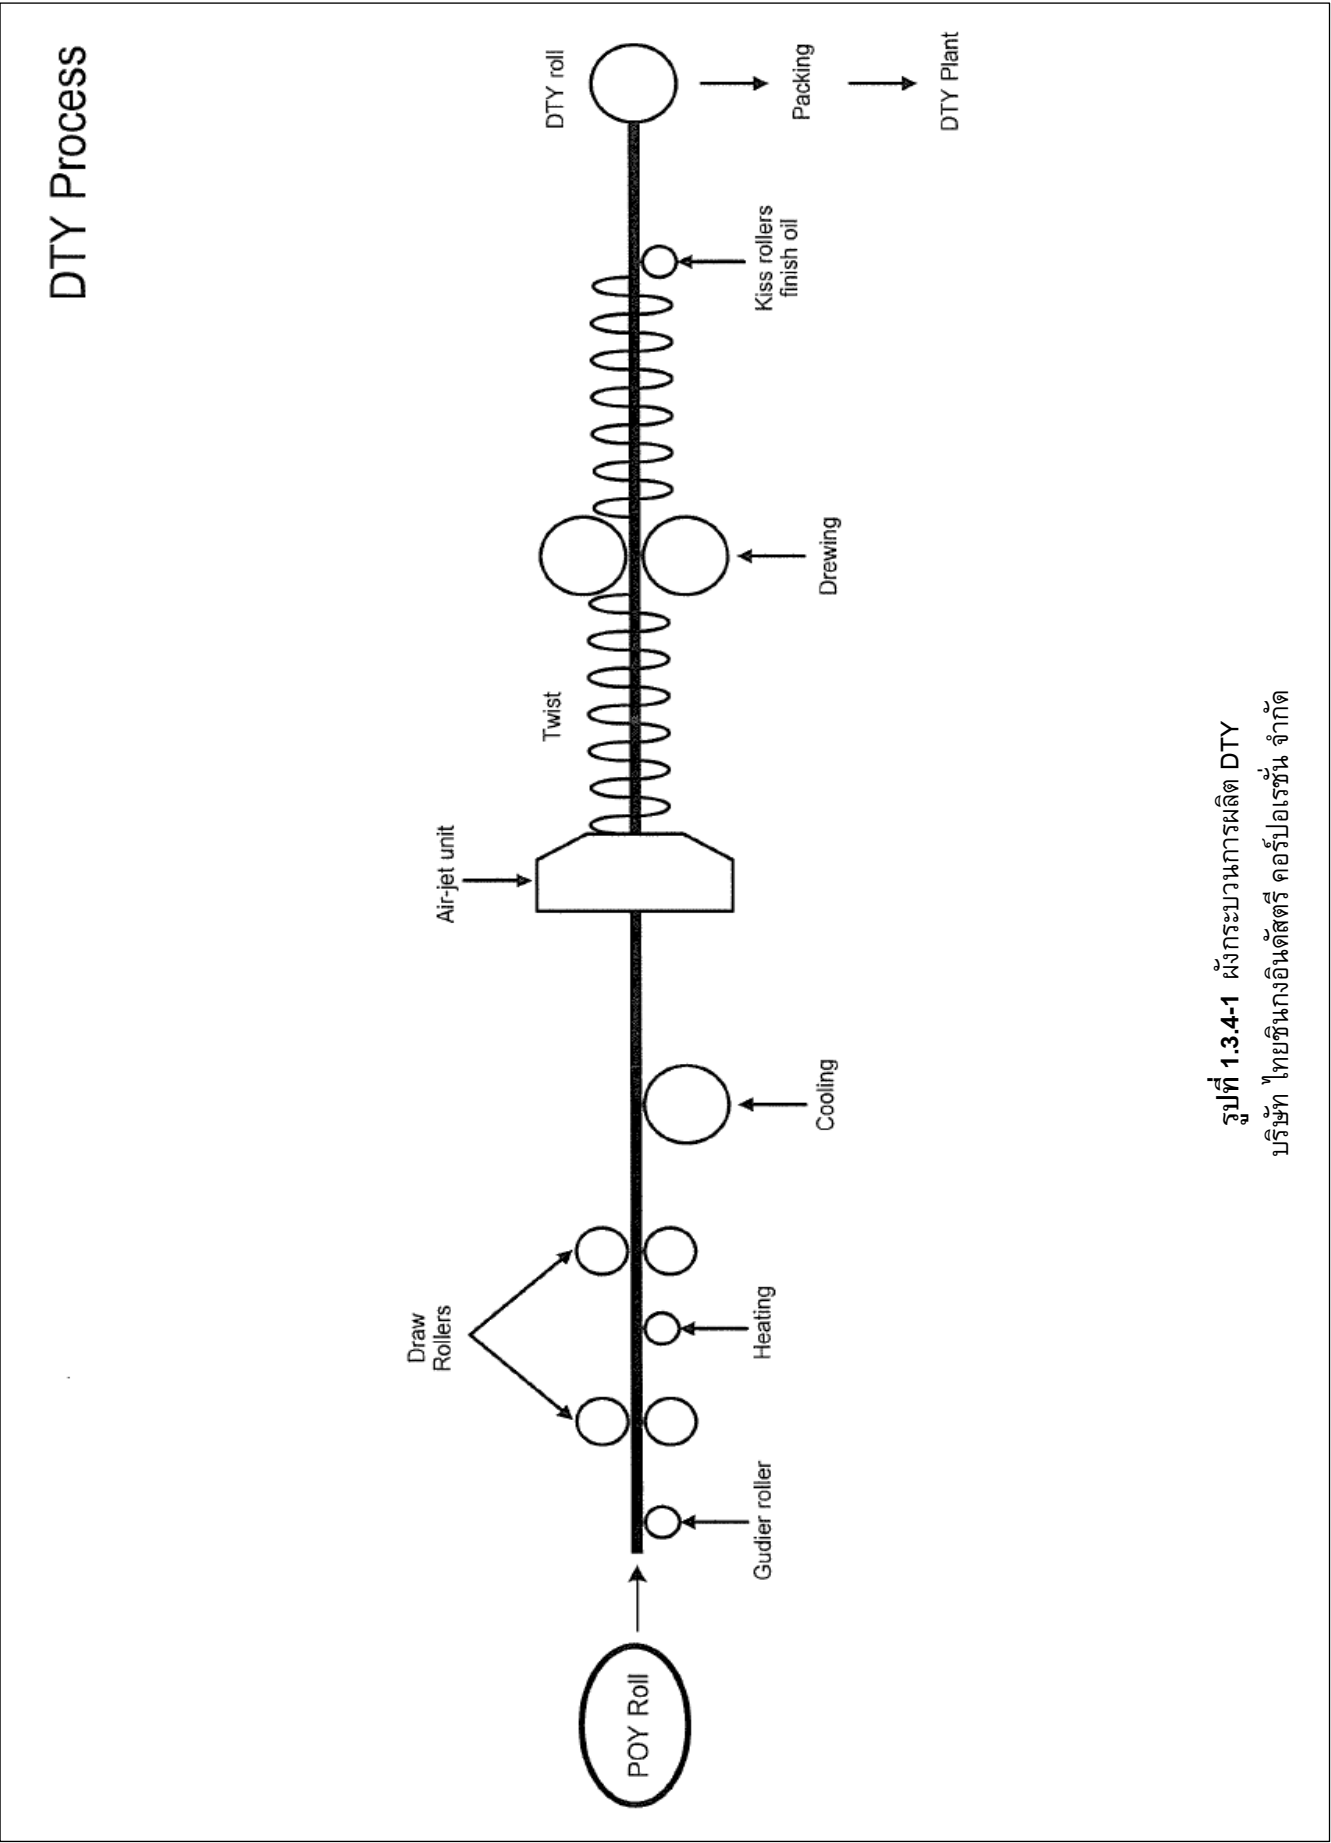 DTY Process
POY Roll
Gudier roller
Draw
Rollers
Heating
Cooling
Air-jet unit
Twist
Drewing
Kiss rollers
finish oil
DTY roll
Packing
DTY Plant
รูปที่ 1.3.4-1 ผังกระบวนการผลิต DTY
บริษัท ไทยชินกงอินดัสตรี คอร์ปอเรชั่น จำกัด